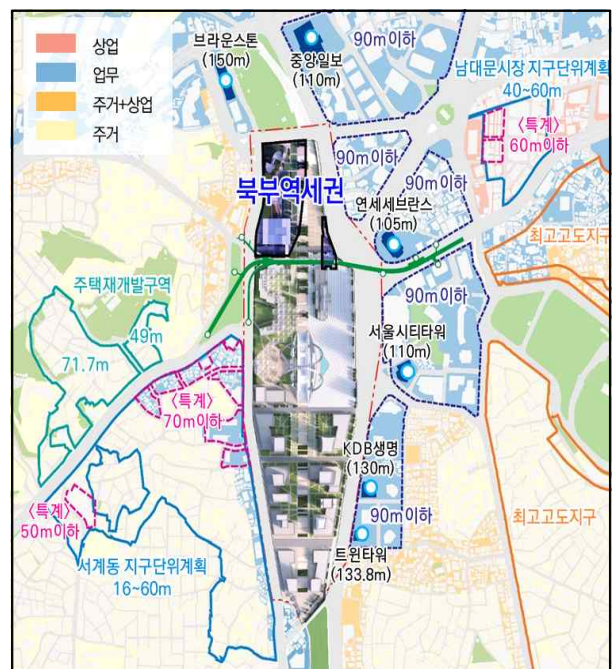 상업
업무
주거+상업
주거
브라운스톤
(150m)
중앙일보
(110m)
90m이하
남대문시장 지구단위계획
40~60m
<특계>
60m이하
90m이하
90m이하
북부역세권
연세세브란스
(105m)
최고고도지구
90m이하
주택재개발구역
49m
71.7m
서울시티타워
(110m)
<특계>
70m이하
KDB생명
(130m)
90m이하
<특계>
50m이하
최고고도지구
서계동 지구단위계획
16~60m
트윈타워
(133.8m)